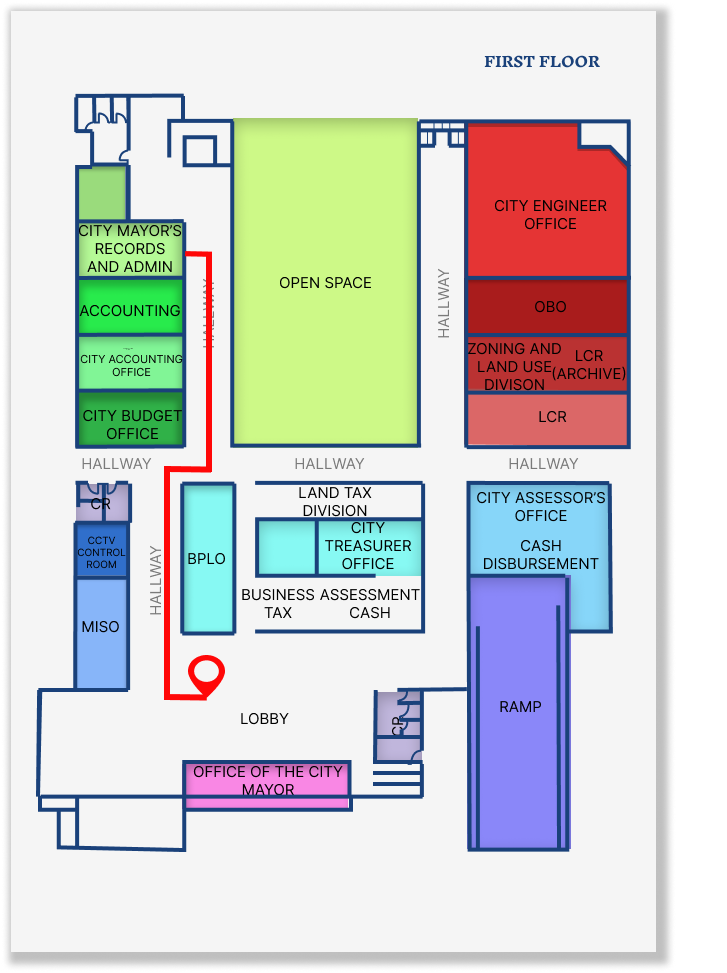 FIRST FLOOR
CITY MAYOR'S
RECORDS
AND ADMIN
CITY ENGINEER
OFFICE
OPEN SPACE
HALLWAY
HALLWAY
ACCOUNTING
OBO
CITY ACCOUNTING
OFFICE
ZONING AND
LAND USE
DIVISON
LCR
(ARCHIVE)
CITY BUDGET
OFFICE
LCR
HALLWAY
HALLWAY
HALLWAY
CR
LAND TAX
DIVISION
CITY ASSESSOR'S
OFFICE
CCTV
CONTROL
ROOM
HALLWAY
BPLO
CITY
TREASURER
OFFICE
CASH
DISBURSEMENT
MISO
BUSINESS
TAX
ASSESSMENT
CASH
LOBBY
CR
RAMP
OFFICE OF THE CITY
MAYOR